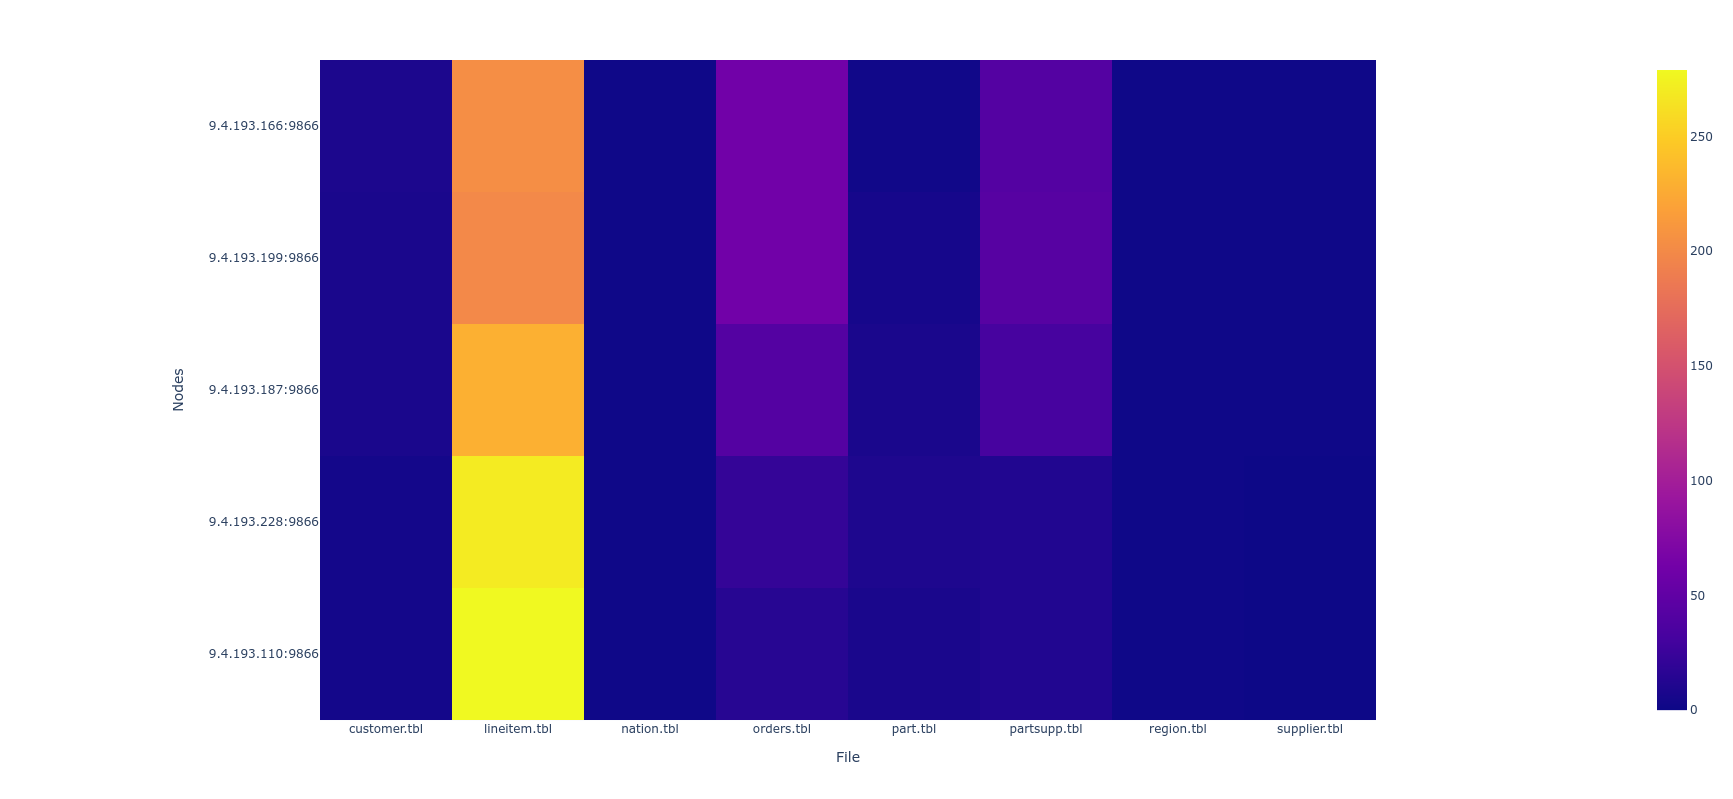 9.4.193.166:9866
9.4.193.199:9866
9.4.193.187:9866
9.4.193.228:9866
9.4.193.110:9866
Nodes
customer.tbl
lineitem.tbl
nation.tbl
orders.tbl
part.tbl
partsupp.tbl
region.tbl
supplier.tbl
File
250
200
150
100
50
0